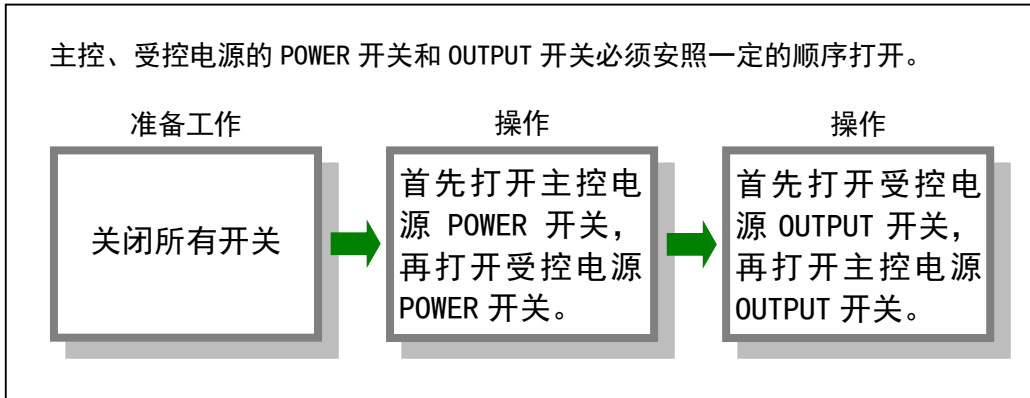 主控、受控电源的 POWER 开关和 OUTPUT 开关必须安照一定的顺序打开。
准备工作
关闭所有开关
操作
首先打开主控电
源 POWER 开关，
再打开受控电源
POWER 开关。
操作
首先打开受控电
源 OUTPUT 开关，
再打开主控电源
OUTPUT 开关。